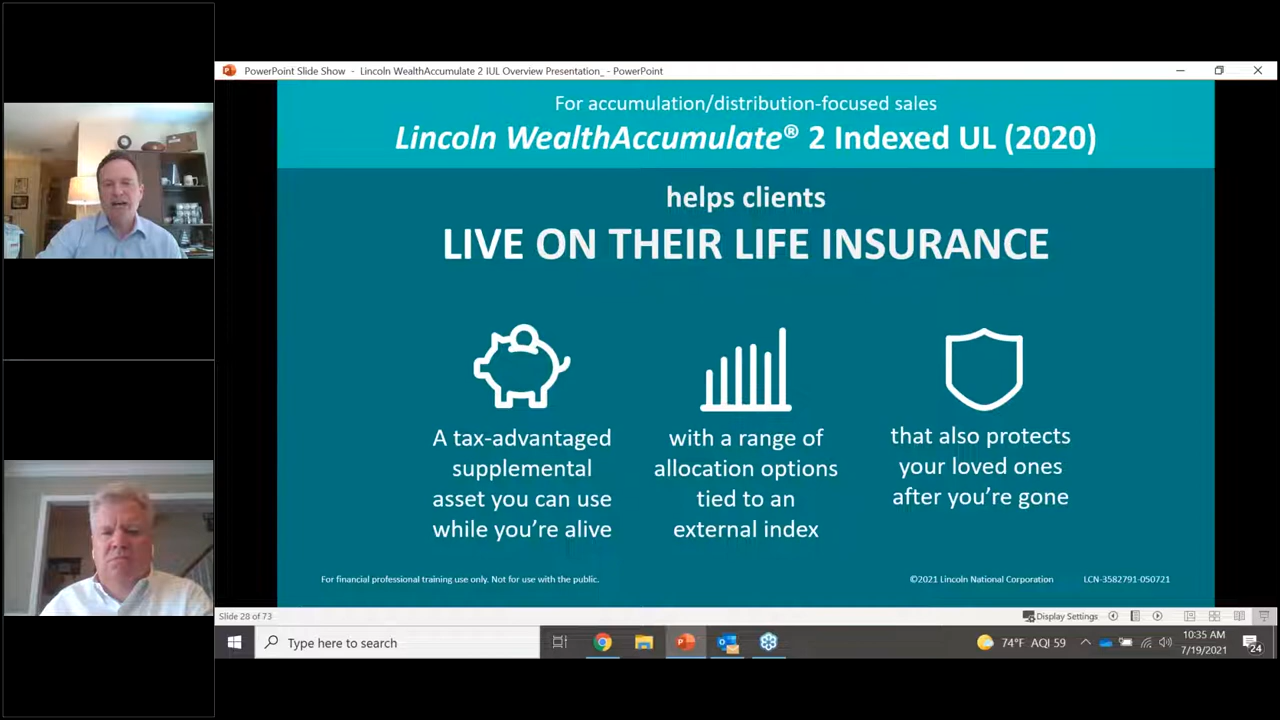 PowerPoint Slide Show - Lincoln WealthAccumulate 2 IUL Overview Presentation_ - PowerPoint
For accumulation/distribution-focused sales
Lincoln WealthAccumulate® 2 Indexed UL (2020)
helps clients
LIVE ON THEIR LIFE INSURANCE
A tax-advantaged
supplemental
asset you can use
while you're alive
with a range of
allocation options
tied to an
external index
that also protects
your loved ones
after you're gone
For financial professional training use only. Not for use with the public.
©2021 Lincoln National Corporation
LCN-3582791-050721
Slide 28 of 73
Display Settings
Type here to search
74°F AQI 59
10:35 AM
7/19/2021
24